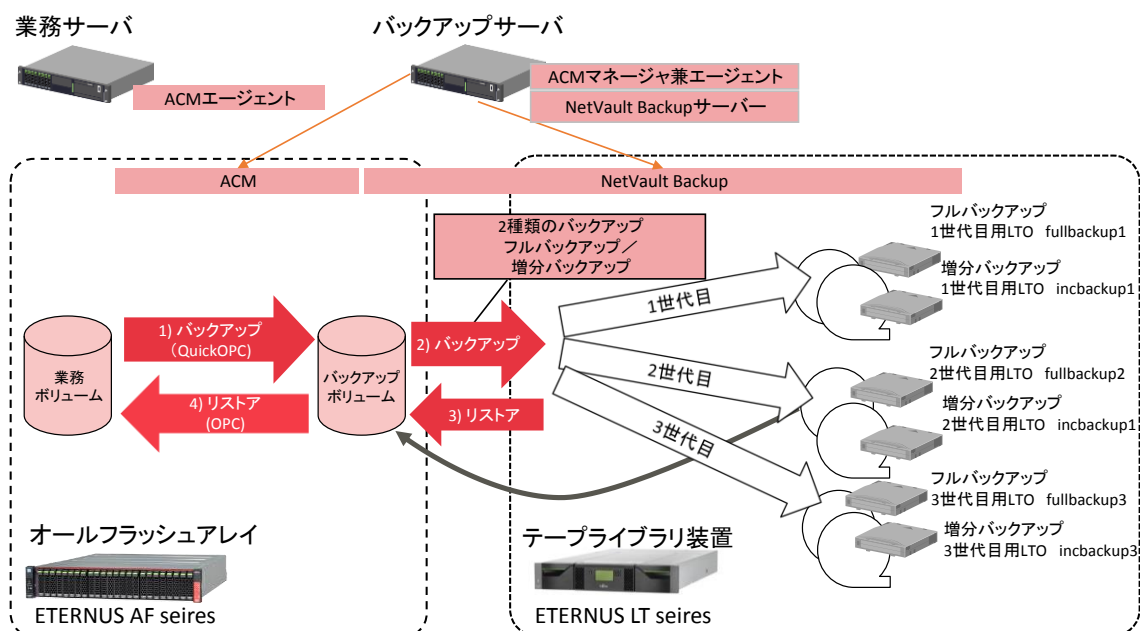 業務サーバ
バックアップサーバ
ACMエージェント
ACMマネージャ兼エージェント
NetVault Backupサーバー
ACM
NetVault Backup
2種類のバックアップ
フルバックアップ／
増分バックアップ
フルバックアップ
1世代目用LTO fullbackup1
増分バックアップ
1世代目用LTO incbackup1
1世代目
1) バックアップ
（QuickOPC)
2) バックアップ
業務
ボリューム
バックアップ
ボリューム
4) リストア
(OPC)
3) リストア
2世代目
フルバックアップ
2世代目用LTO fullbackup2
増分バックアップ
2世代目用LTO incbackup1
3世代目
フルバックアップ
3世代目用LTO fullbackup3
増分バックアップ
3世代目用LTO incbackup3
オールフラッシュアレイ
ETERNUS AF seires
テープライブラリ装置
ETERNUS LT seires